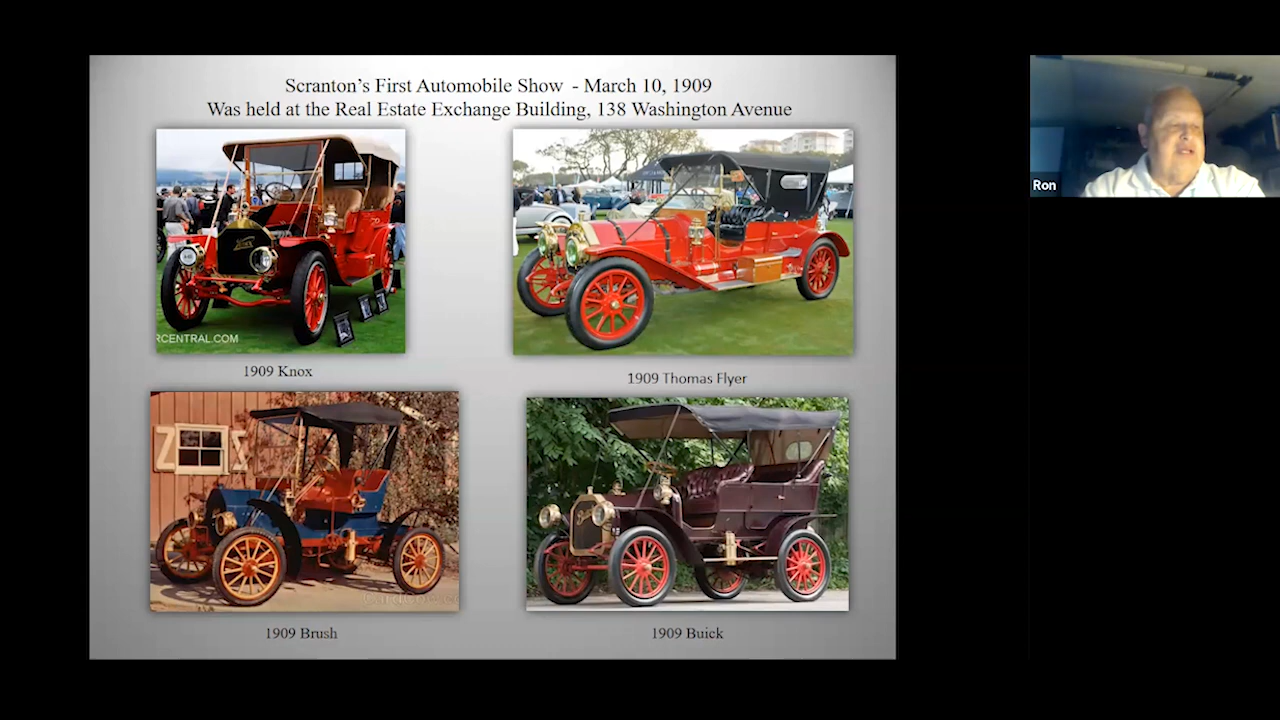 Scranton’s First Automobile Show - March 10, 1909
Was held at the Real Estate Exchange Building, 138 Washington Avenue
Ron
RCENTRAL.COM
1909 Knox
1909 Thomas Flyer
1909 Brush
1909 Buick